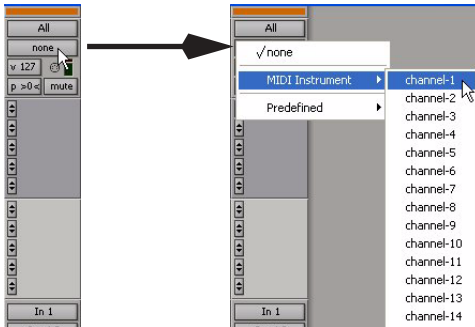 All
none
v 127
p >0< mute
In 1
All
√none
MIDI Instrument
Predefined
channel-1
channel-2
channel-3
channel-4
channel-5
channel-6
channel-7
channel-8
channel-9
channel-10
channel-11
channel-12
channel-13
channel-14
In 1